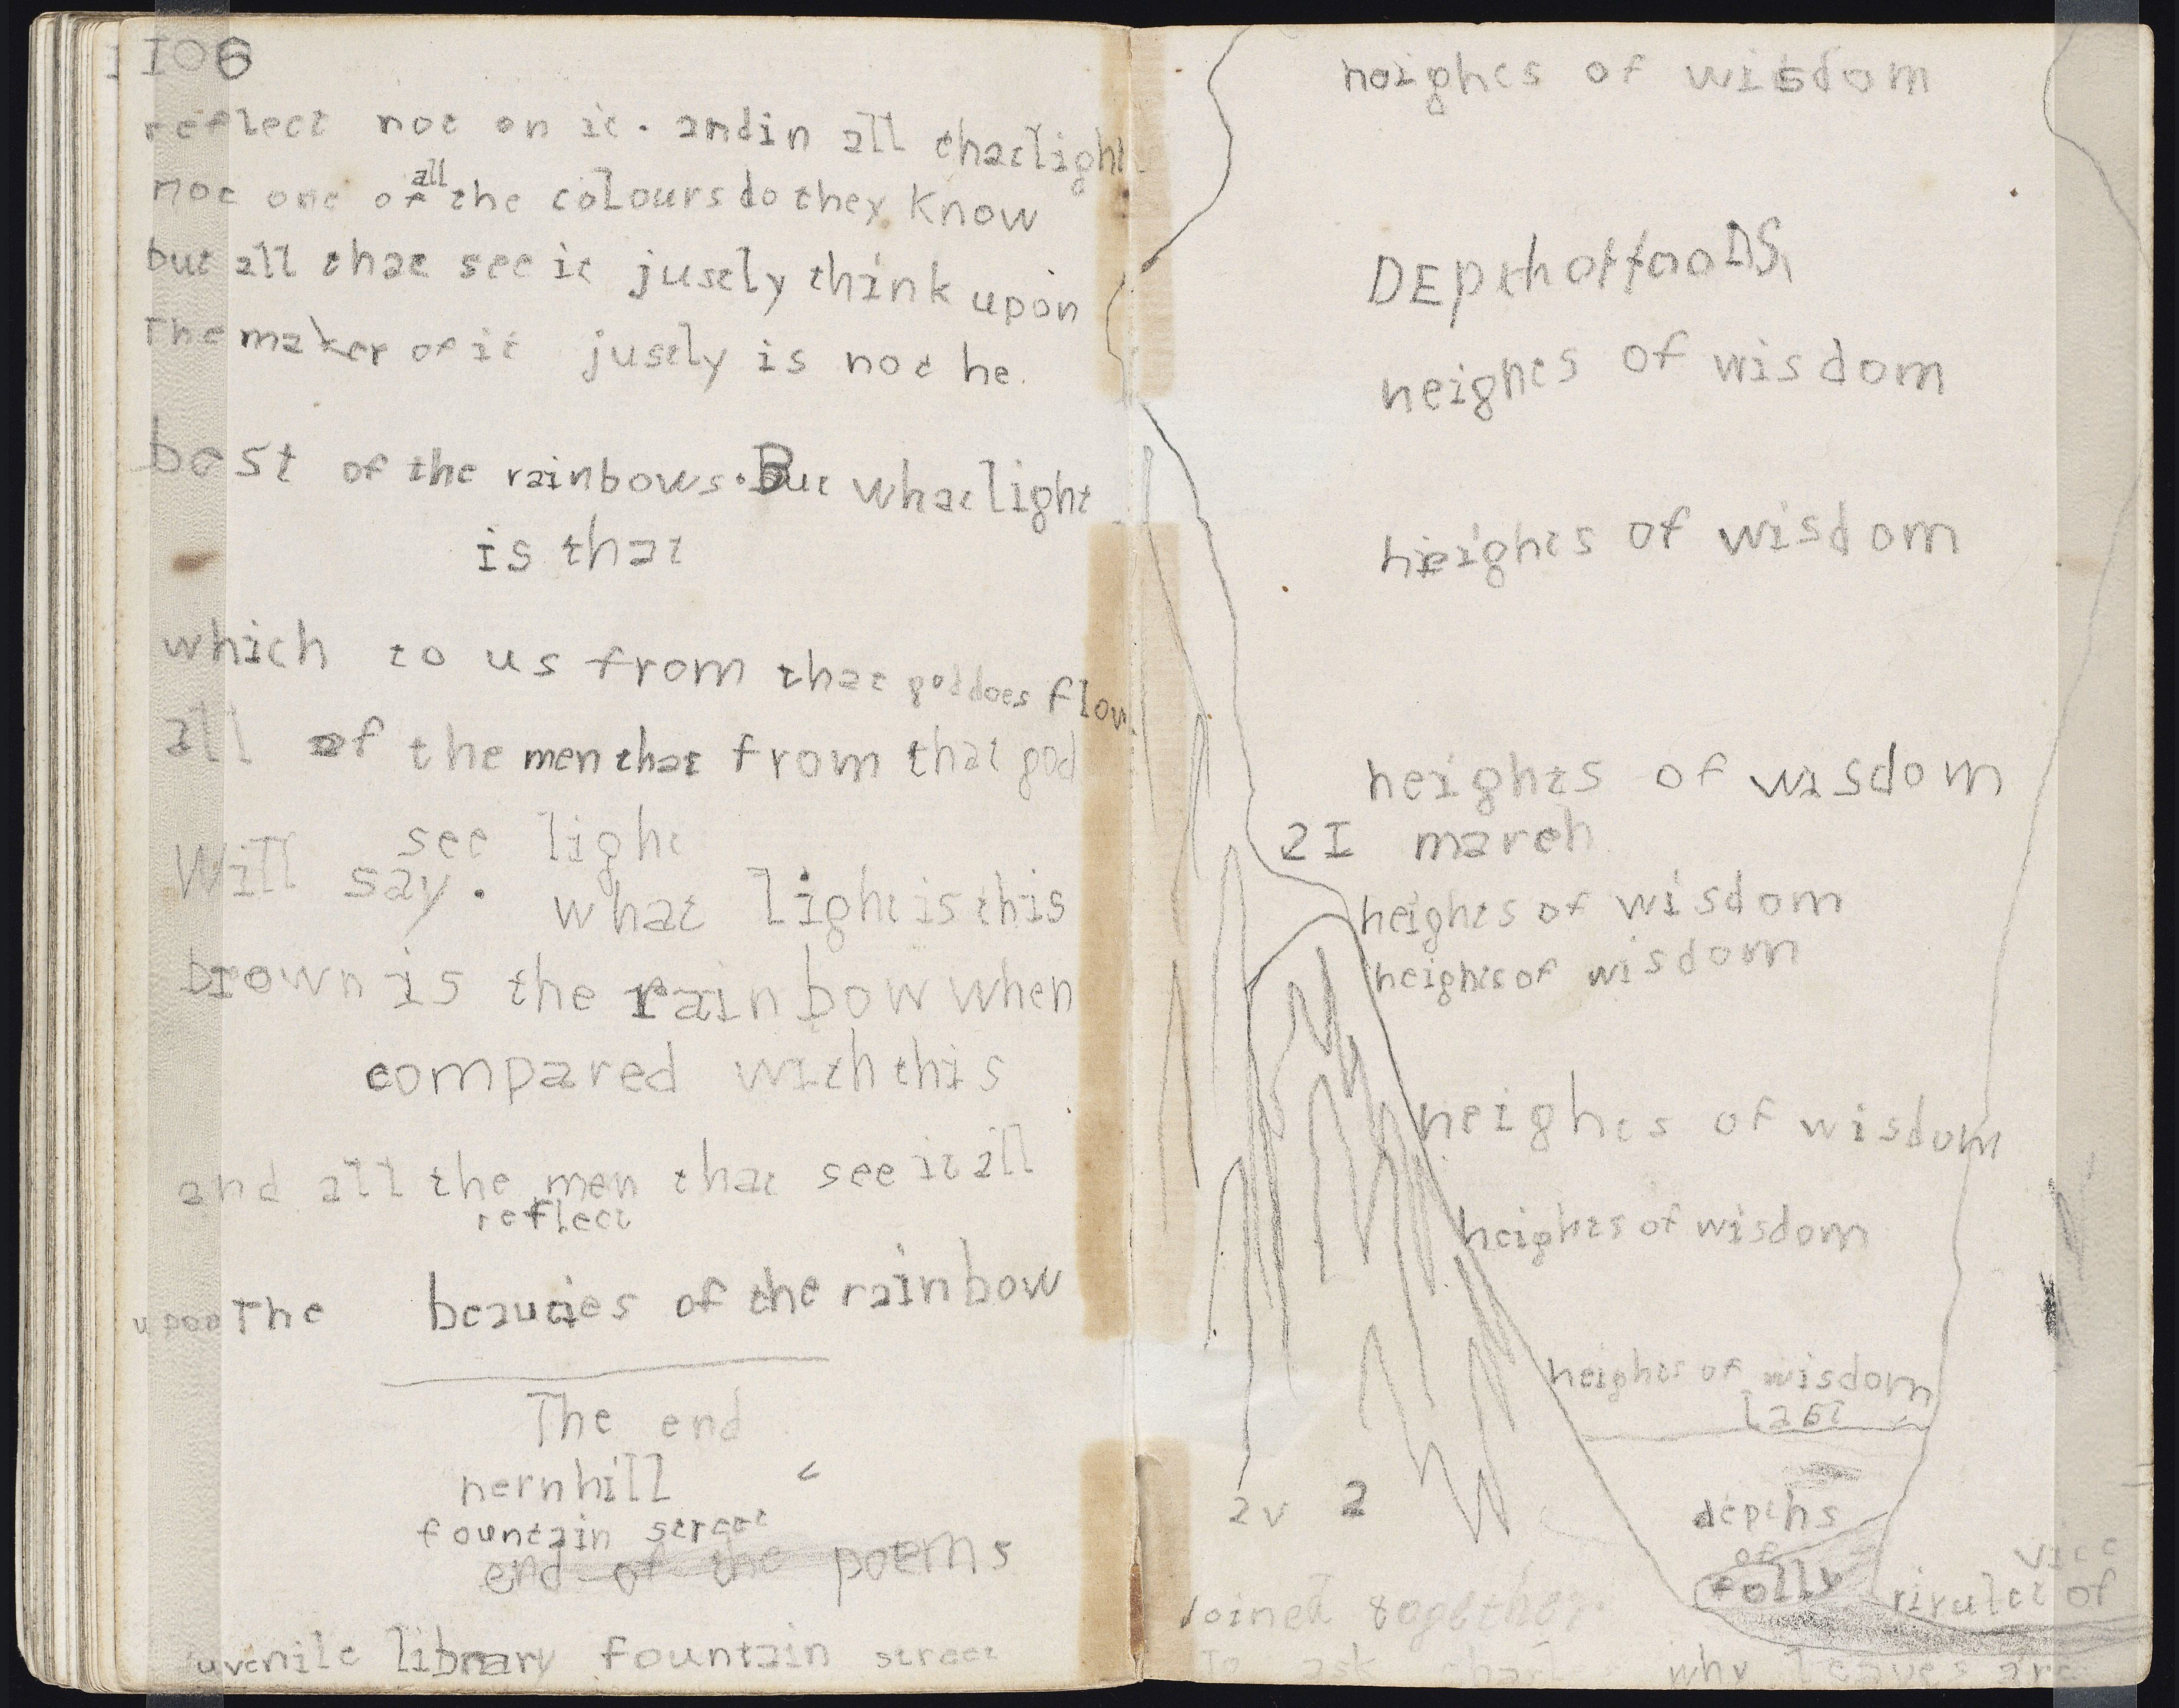 106
reflect not on it. and in all that light
not one of all the colours do they know
but all that see it justly think upon
The maker of it justly is not he.
best of the rainbows. But what light
is that
which to us from that god does flow
all of the men that from that god
see light
Will say. what light is this
brown is the rainbow when
compared with this
and all the men that see it all
reflect
upon The beauties of the rainbow
The end
hernhill
fountain street
end of the poems
uvenile library fountain street
heights of wisdom
DEpth of
heights of wisdom
hieights of wisdom
heights of wisdom
2I march
heights of wisdom
heights of wisdom
heights of wisdom
heights of wisdom
heights of wisdom
Last
depths
of
folly
vice
rivulet of
2v 2
Joined together
To ask why leaves are